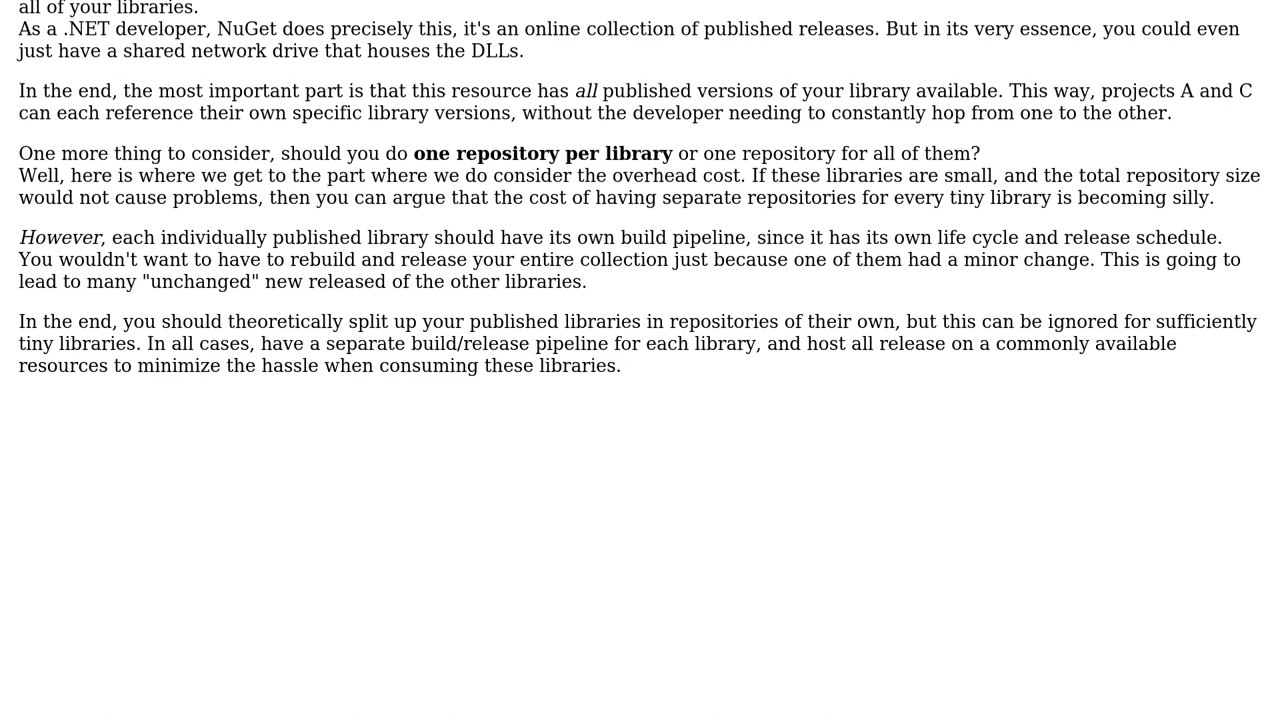 all of your libraries.
As a .NET developer, NuGet does precisely this, it's an online collection of published releases. But in its very essence, you could even
just have a shared network drive that houses the DLLs.
In the end, the most important part is that this resource has all published versions of your library available. This way, projects A and C
can each reference their own specific library versions, without the developer needing to constantly hop from one to the other.
One more thing to consider, should you do one repository per library or one repository for all of them?
Well, here is where we get to the part where we do consider the overhead cost. If these libraries are small, and the total repository size
would not cause problems, then you can argue that the cost of having separate repositories for every tiny library is becoming silly.
However, each individually published library should have its own build pipeline, since it has its own life cycle and release schedule.
You wouldn't want to have to rebuild and release your entire collection just because one of them had a minor change. This is going to
lead to many "unchanged" new released of the other libraries.
In the end, you should theoretically split up your published libraries in repositories of their own, but this can be ignored for sufficiently
tiny libraries. In all cases, have a separate build/release pipeline for each library, and host all release on a commonly available
resources to minimize the hassle when consuming these libraries.